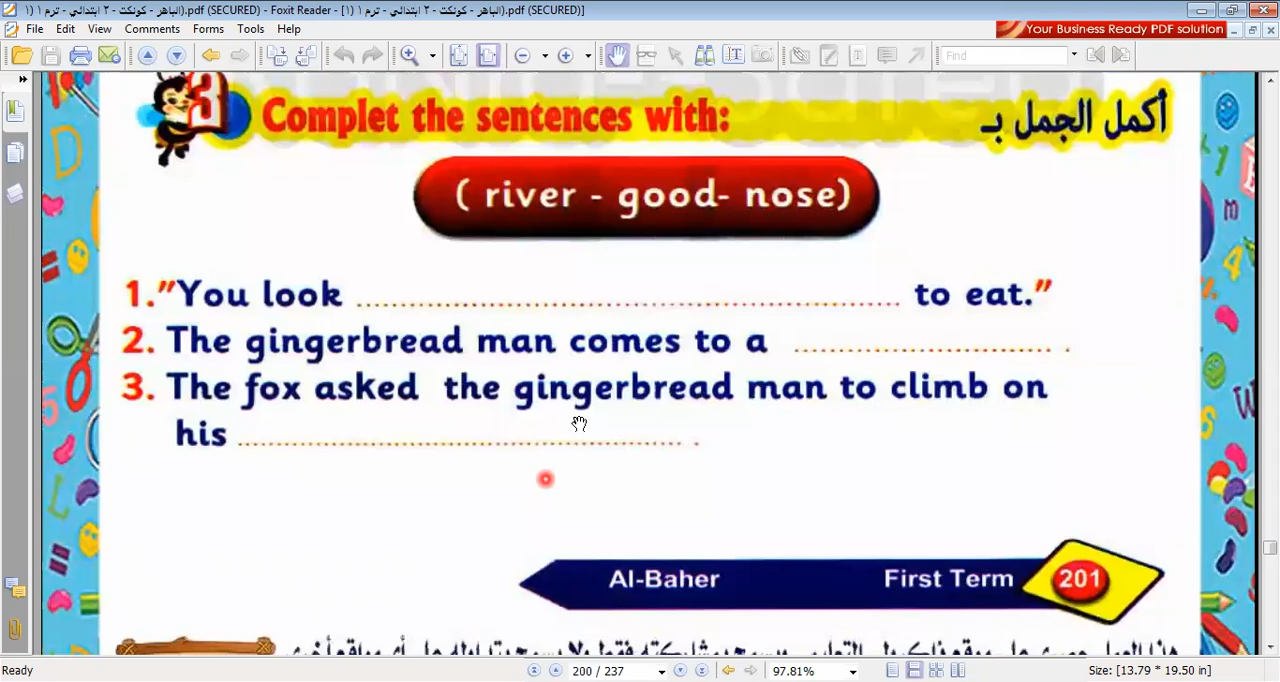 الباهر - كونكت - ٢ ابتدائي - ترم ١ (١).pdf (SECURED) - Foxit Reader - [الباهر - كونكت - ٢ ابتدائي - ترم ١ (١).pdf (SECURED)]
File Edit View Comments Forms Tools Help
Your Business Ready PDF solution
Find
3 Complet the sentences with: أكمل الجمل بـ
( river - good- nose)
1."You look ........................ to eat."
2. The gingerbread man comes to a ........................ .
3. The fox asked the gingerbread man to climb on
his ........................ .
Al-Baher First Term 201
Ready 200 / 237 97.81% Size: [13.79 * 19.50 in]